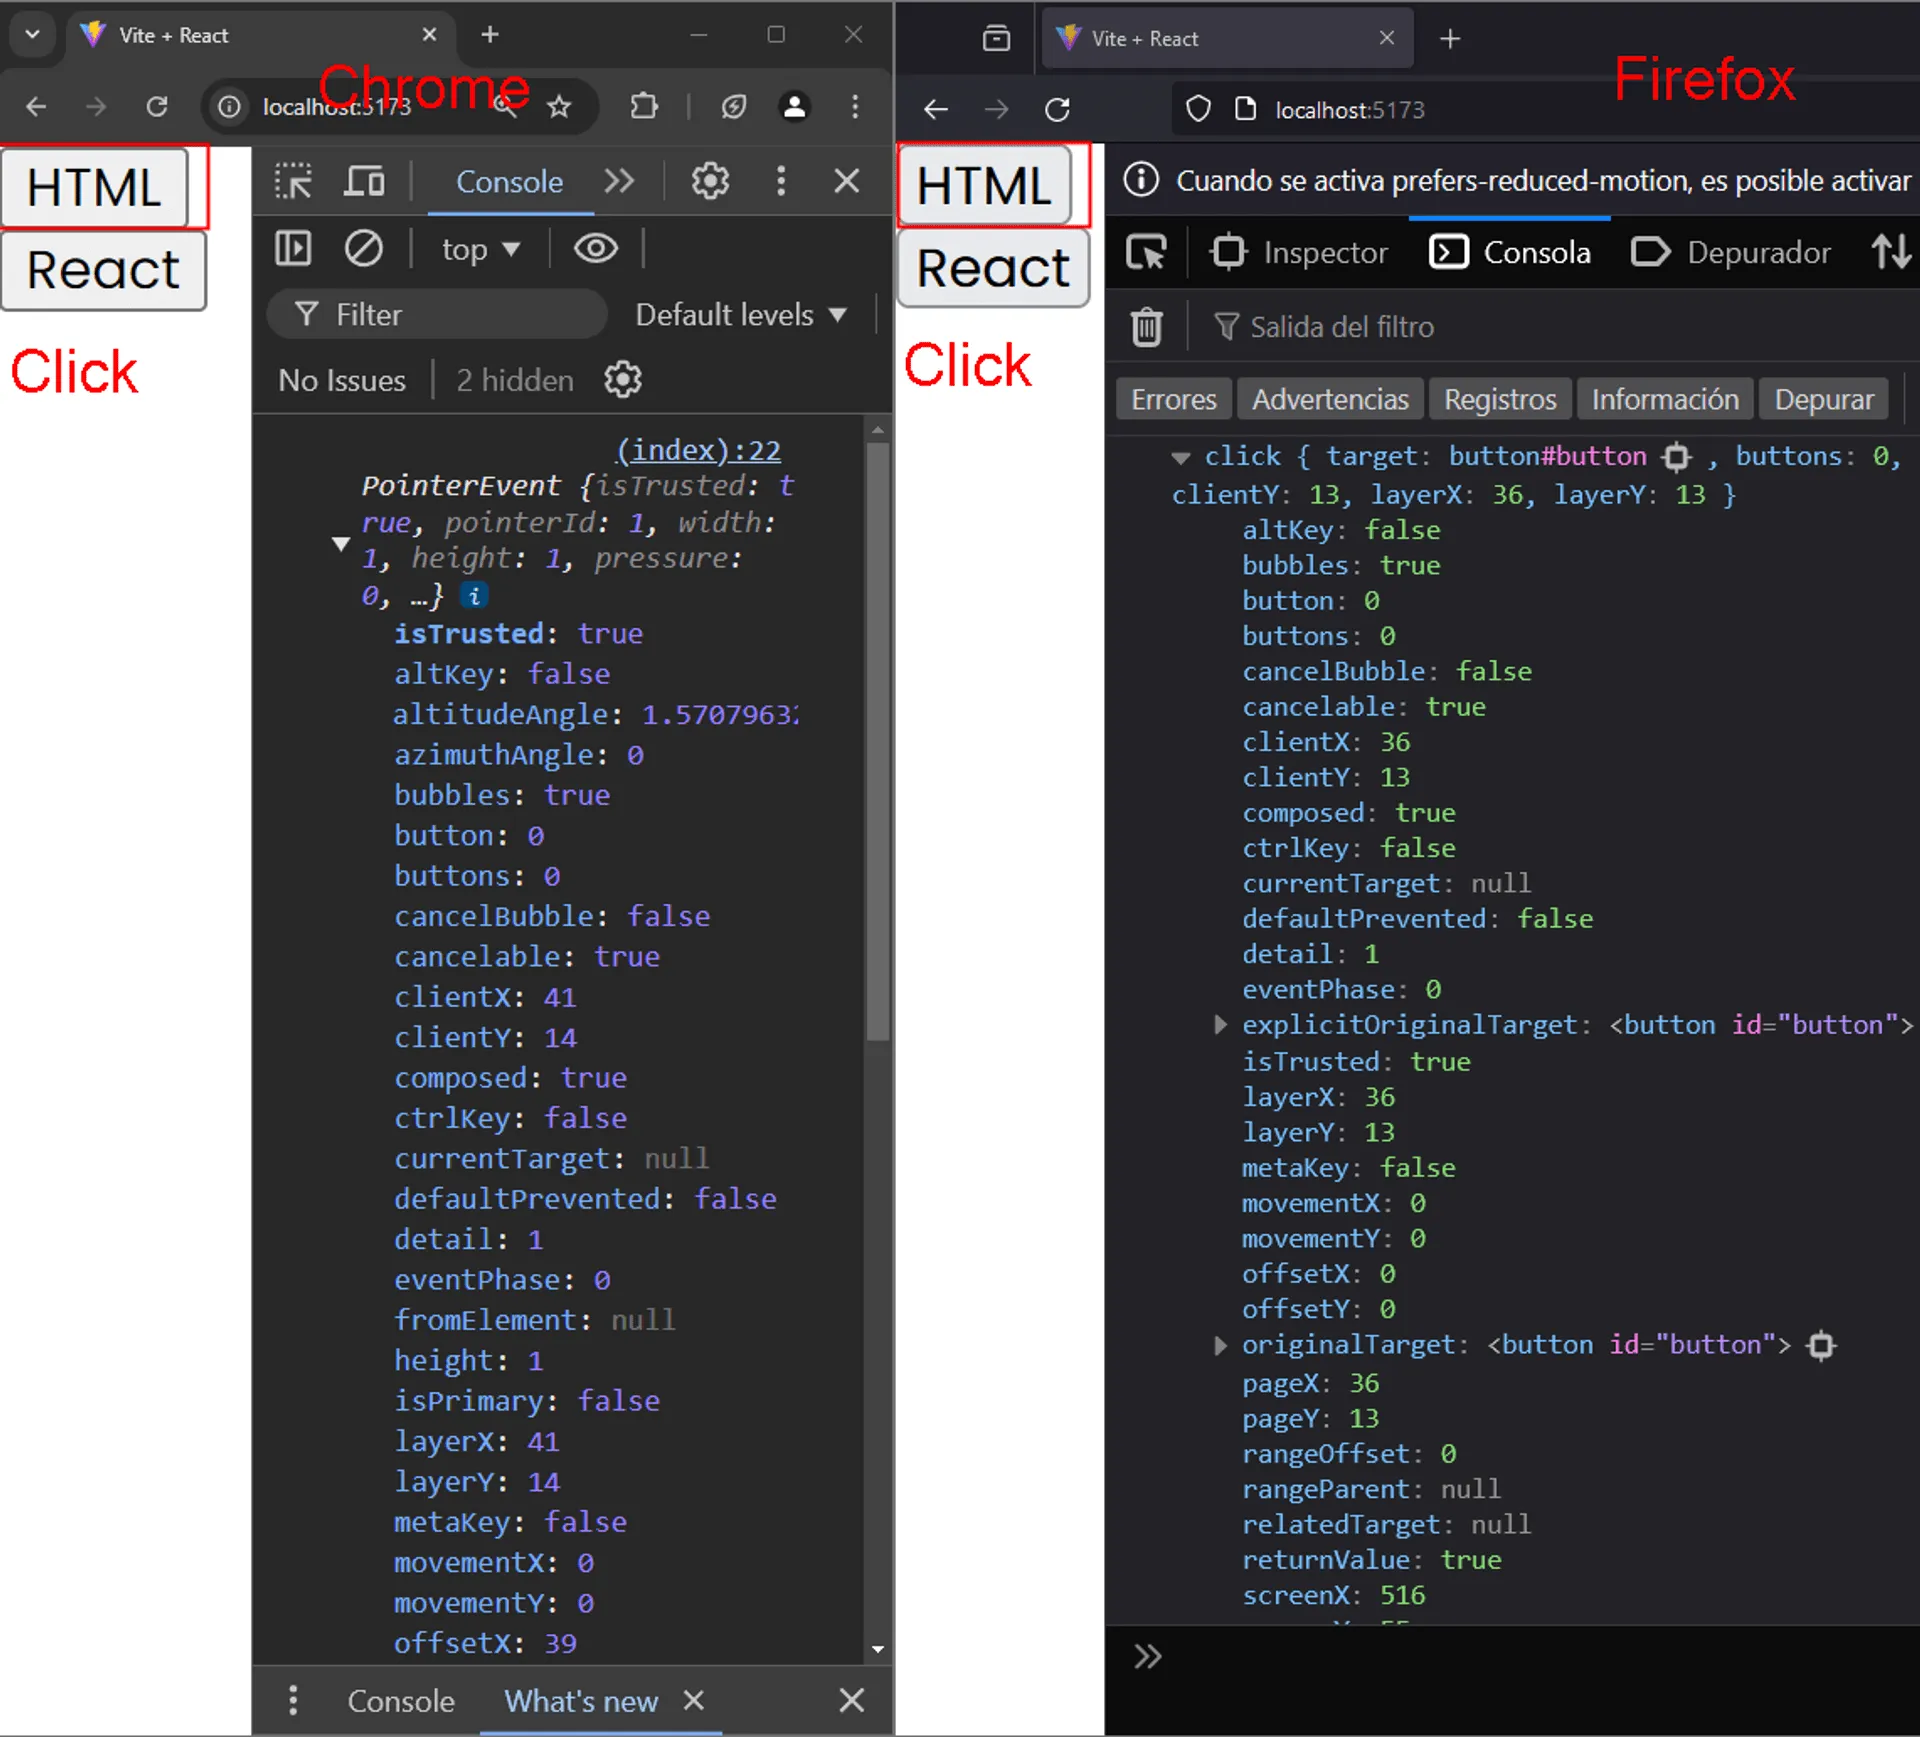 Vite + React
localhost:5173
Chrome
HTML
React
Click
Console
top
Filter
Default levels
No Issues
2 hidden
(index):22
PointerEvent {isTrusted: t
rue, pointerId: 1, width:
1, height: 1, pressure:
0, …}
isTrusted: true
altKey: false
altitudeAngle: 1.5707963
azimuthAngle: 0
bubbles: true
button: 0
buttons: 0
cancelBubble: false
cancelable: true
clientX: 41
clientY: 14
composed: true
ctrlKey: false
currentTarget: null
defaultPrevented: false
detail: 1
eventPhase: 0
fromElement: null
height: 1
isPrimary: false
layerX: 41
layerY: 14
metaKey: false
movementX: 0
movementY: 0
offsetX: 39
Console What's new
Vite + React
Firefox
localhost:5173
HTML
React
Click
Cuando se activa prefers-reduced-motion, es posible activar
Inspector Consola Depurador
Salida del filtro
Errores Advertencias Registros Información Depurar
click { target: button#button , buttons: 0,
clientY: 13, layerX: 36, layerY: 13 }
altKey: false
bubbles: true
button: 0
buttons: 0
cancelBubble: false
cancelable: true
clientX: 36
clientY: 13
composed: true
ctrlKey: false
currentTarget: null
defaultPrevented: false
detail: 1
eventPhase: 0
explicitOriginalTarget: <button id="button">
isTrusted: true
layerX: 36
layerY: 13
metaKey: false
movementX: 0
movementY: 0
offsetX: 0
offsetY: 0
originalTarget: <button id="button">
pageX: 36
pageY: 13
rangeOffset: 0
rangeParent: null
relatedTarget: null
returnValue: true
screenX: 516